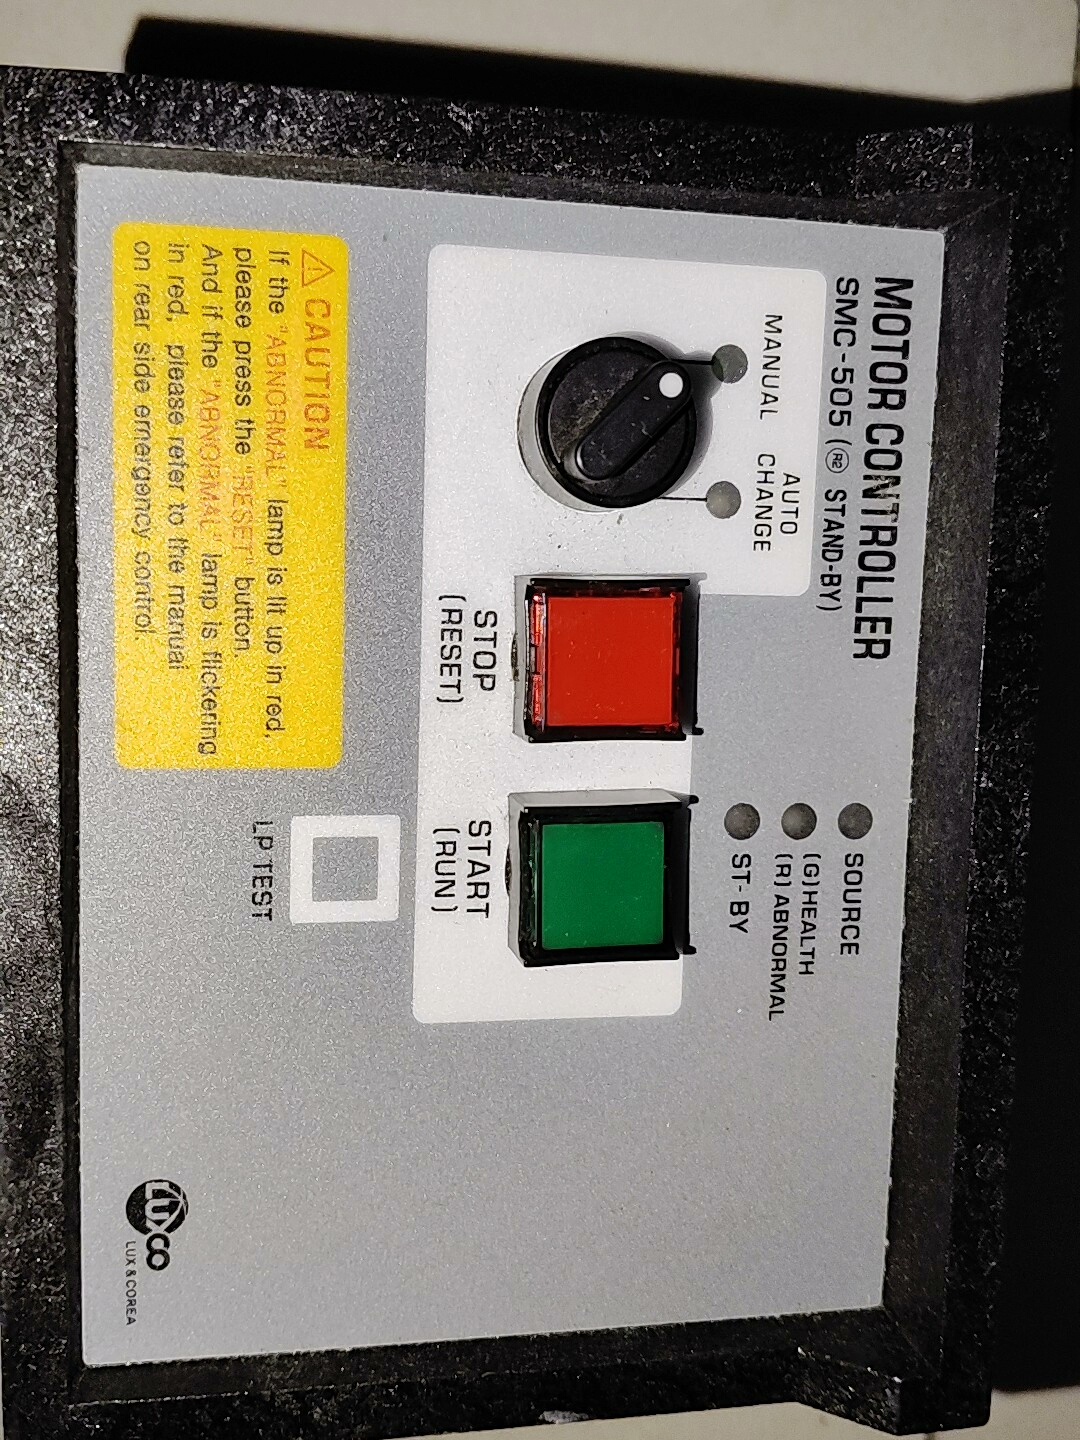 MOTOR CONTROLLER
SMC-505 (R2 STAND-BY)
MANUAL
AUTO
CHANGE
SOURCE
(G)HEALTH
(R)ABNORMAL
ST-BY
STOP
(RESET)
START
(RUN)
LP TEST
⚠ CAUTION
If the "ABNORMAL" lamp is lit up in red,
please press the "RESET" button.
And if the "ABNORMAL" lamp is flickering
in red, please refer to the manual
on rear side emergency control.
LUXCO
LUX & COREA